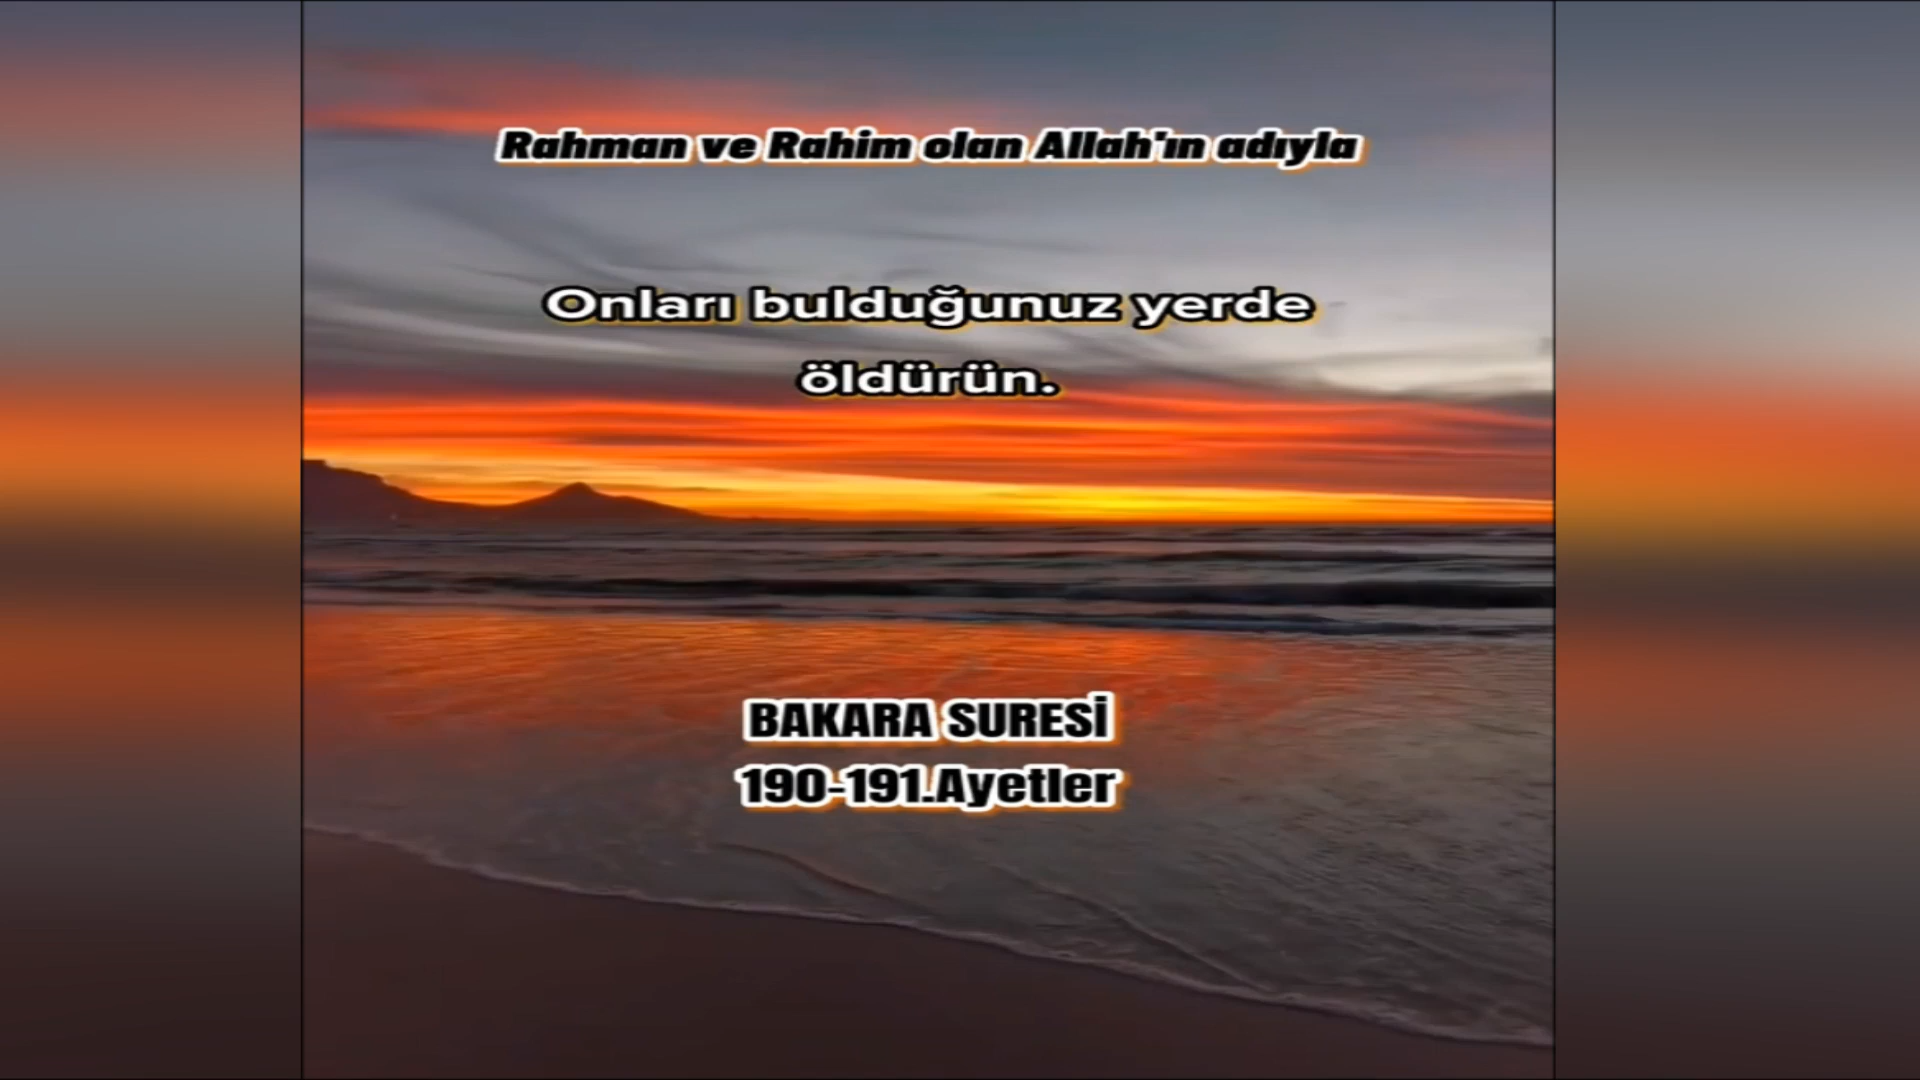 Rahman ve Rahim olan Allah'ın adıyla
Onları bulduğunuz yerde
öldürün.
BAKARA SURESİ
190-191.Ayetler